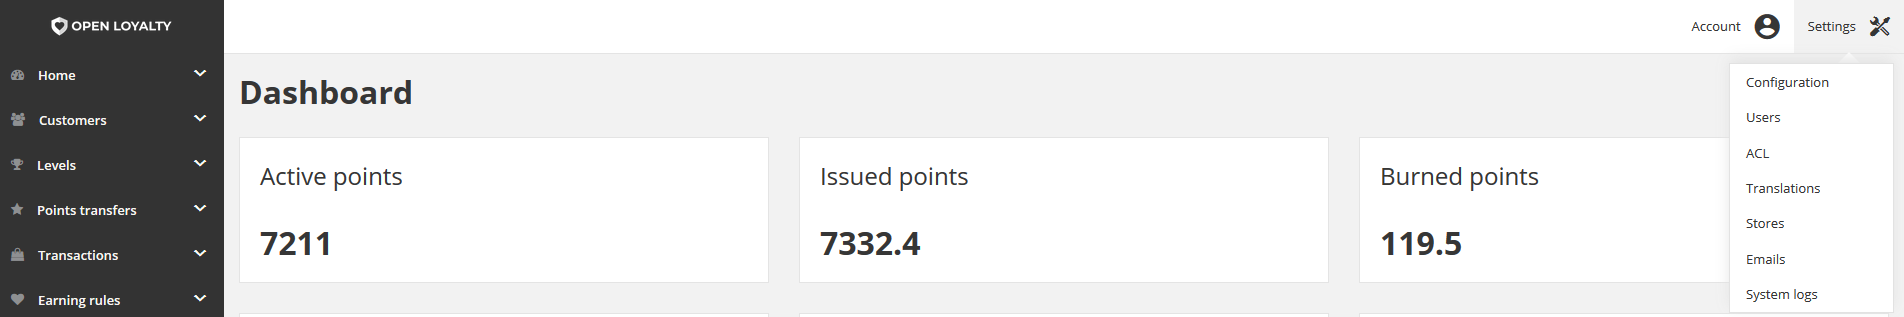 OPEN LOYALTY
Account
Settings
Home
Customers
Levels
Points transfers
Transactions
Earning rules
Dashboard
Active points
7211
Issued points
7332.4
Burned points
119.5
Configuration
Users
ACL
Translations
Stores
Emails
System logs